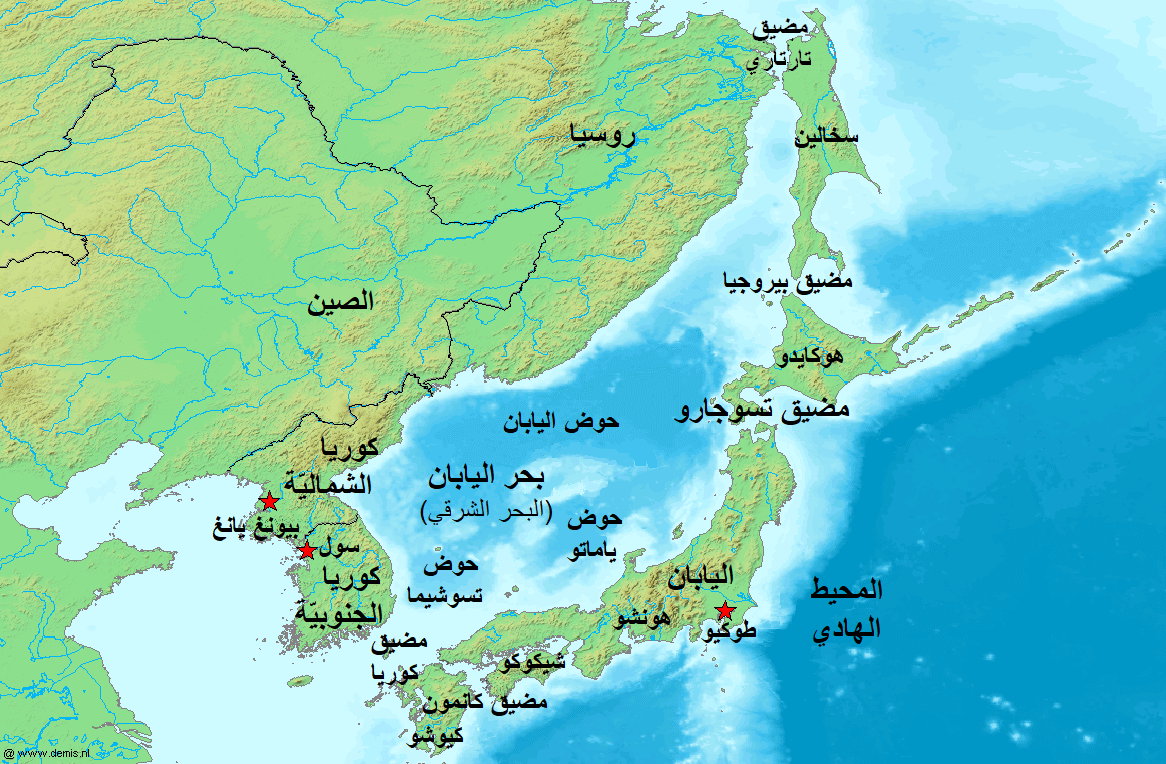 مضيق
تارتاري
روسيا
سخالين
مضيق بيروجيا
الصين
هوكايدو
مضيق تسوجارو
حوض اليابان
كوريا
الشماليّة
بحر اليابان
(البحر الشرقي)
حوض
ياماتو
بيونغ يانغ
سول
كوريا
الجنوبيّة
حوض
تسوشيما
اليابان
المحيط
الهادي
هونشو
طوكيو
مضيق
كوريا
شيكوكو
مضيق كانمون
كيوشو
@ www.demis.nl